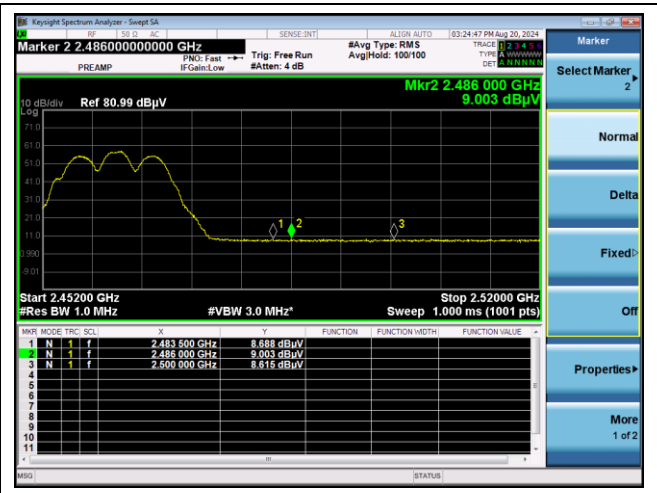 Keysight Spectrum Analyzer - Swept SA
RF 50 Ω AC SENSE:INT ALIGN AUTO 03:24:47 PM Aug 20, 2024
Marker 2 2.486000000000 GHz
PREAMP
PNO: Fast
IFGain:Low
Trig: Free Run
#Atten: 4 dB
#Avg Type: RMS
Avg|Hold: 100/100
TRACE 1 2 3 4 5 6
TYPE A WWWWW
DET A N N N N N
Mkr2 2.486 000 GHz
9.003 dBµV
10 dB/div Ref 80.99 dBµV
Log
71.0
61.0
51.0
41.0
31.0
21.0
11.0
0.990
-9.01
1 2 3
Start 2.45200 GHz Stop 2.52000 GHz
#Res BW 1.0 MHz #VBW 3.0 MHz* Sweep 1.000 ms (1001 pts)
MKR MODE TRC SCL X Y FUNCTION FUNCTION WIDTH FUNCTION VALUE
1 N 1 f 2.483 500 GHz 8.688 dBµV
2 N 1 f 2.486 000 GHz 9.003 dBµV
3 N 1 f 2.500 000 GHz 8.615 dBµV
4
5
6
7
8
9
10
11
MSG STATUS
Marker
Select Marker
2
Normal
Delta
Fixed
Off
Properties
More
1 of 2